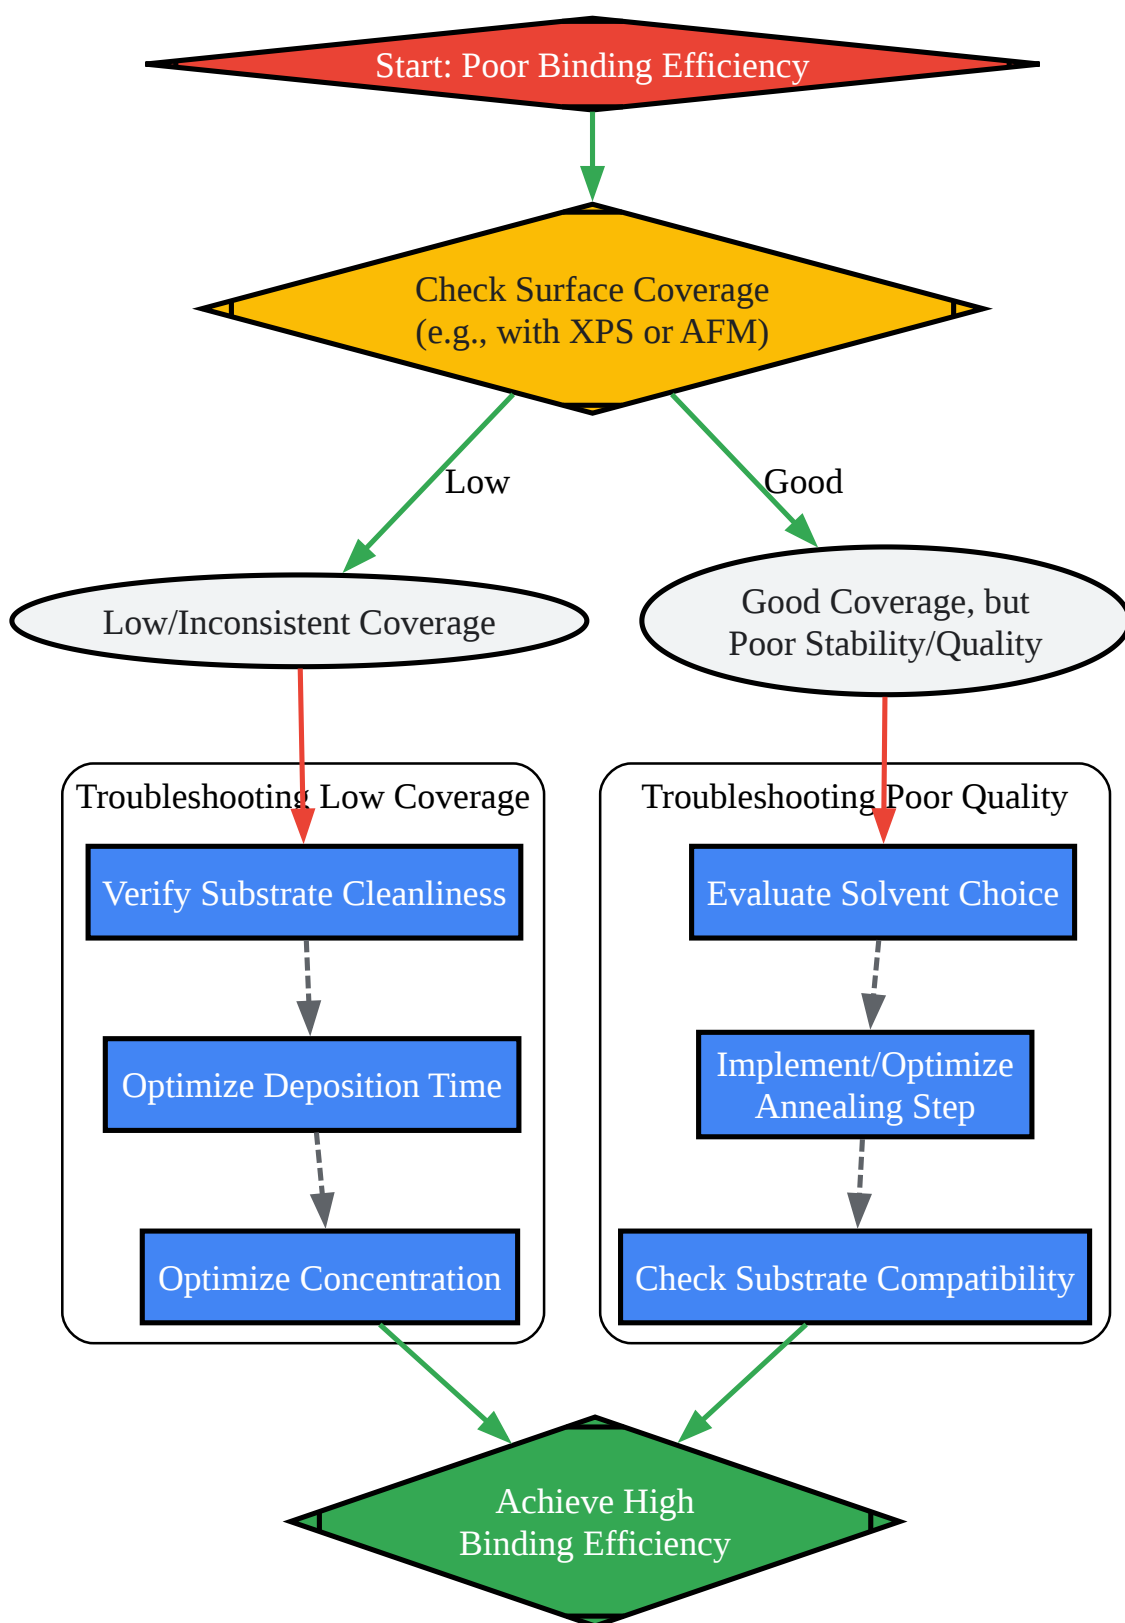 Start: Poor Binding Efficiency
Check Surface Coverage
(e.g., with XPS or AFM)
Low
Good
Low/Inconsistent Coverage
Good Coverage, but
Poor Stability/Quality
Troubleshooting Low Coverage
Troubleshooting Poor Quality
Verify Substrate Cleanliness
Evaluate Solvent Choice
Optimize Deposition Time
Implement/Optimize
Annealing Step
Optimize Concentration
Check Substrate Compatibility
Achieve High
Binding Efficiency